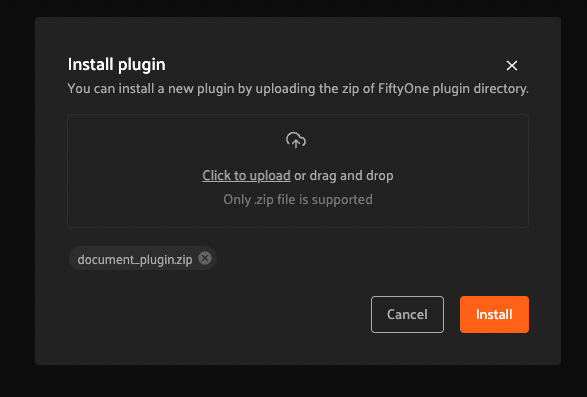 Install plugin
You can install a new plugin by uploading the zip of FiftyOne plugin directory.
Click to upload or drag and drop
Only .zip file is supported
document_plugin.zip
Cancel
Install